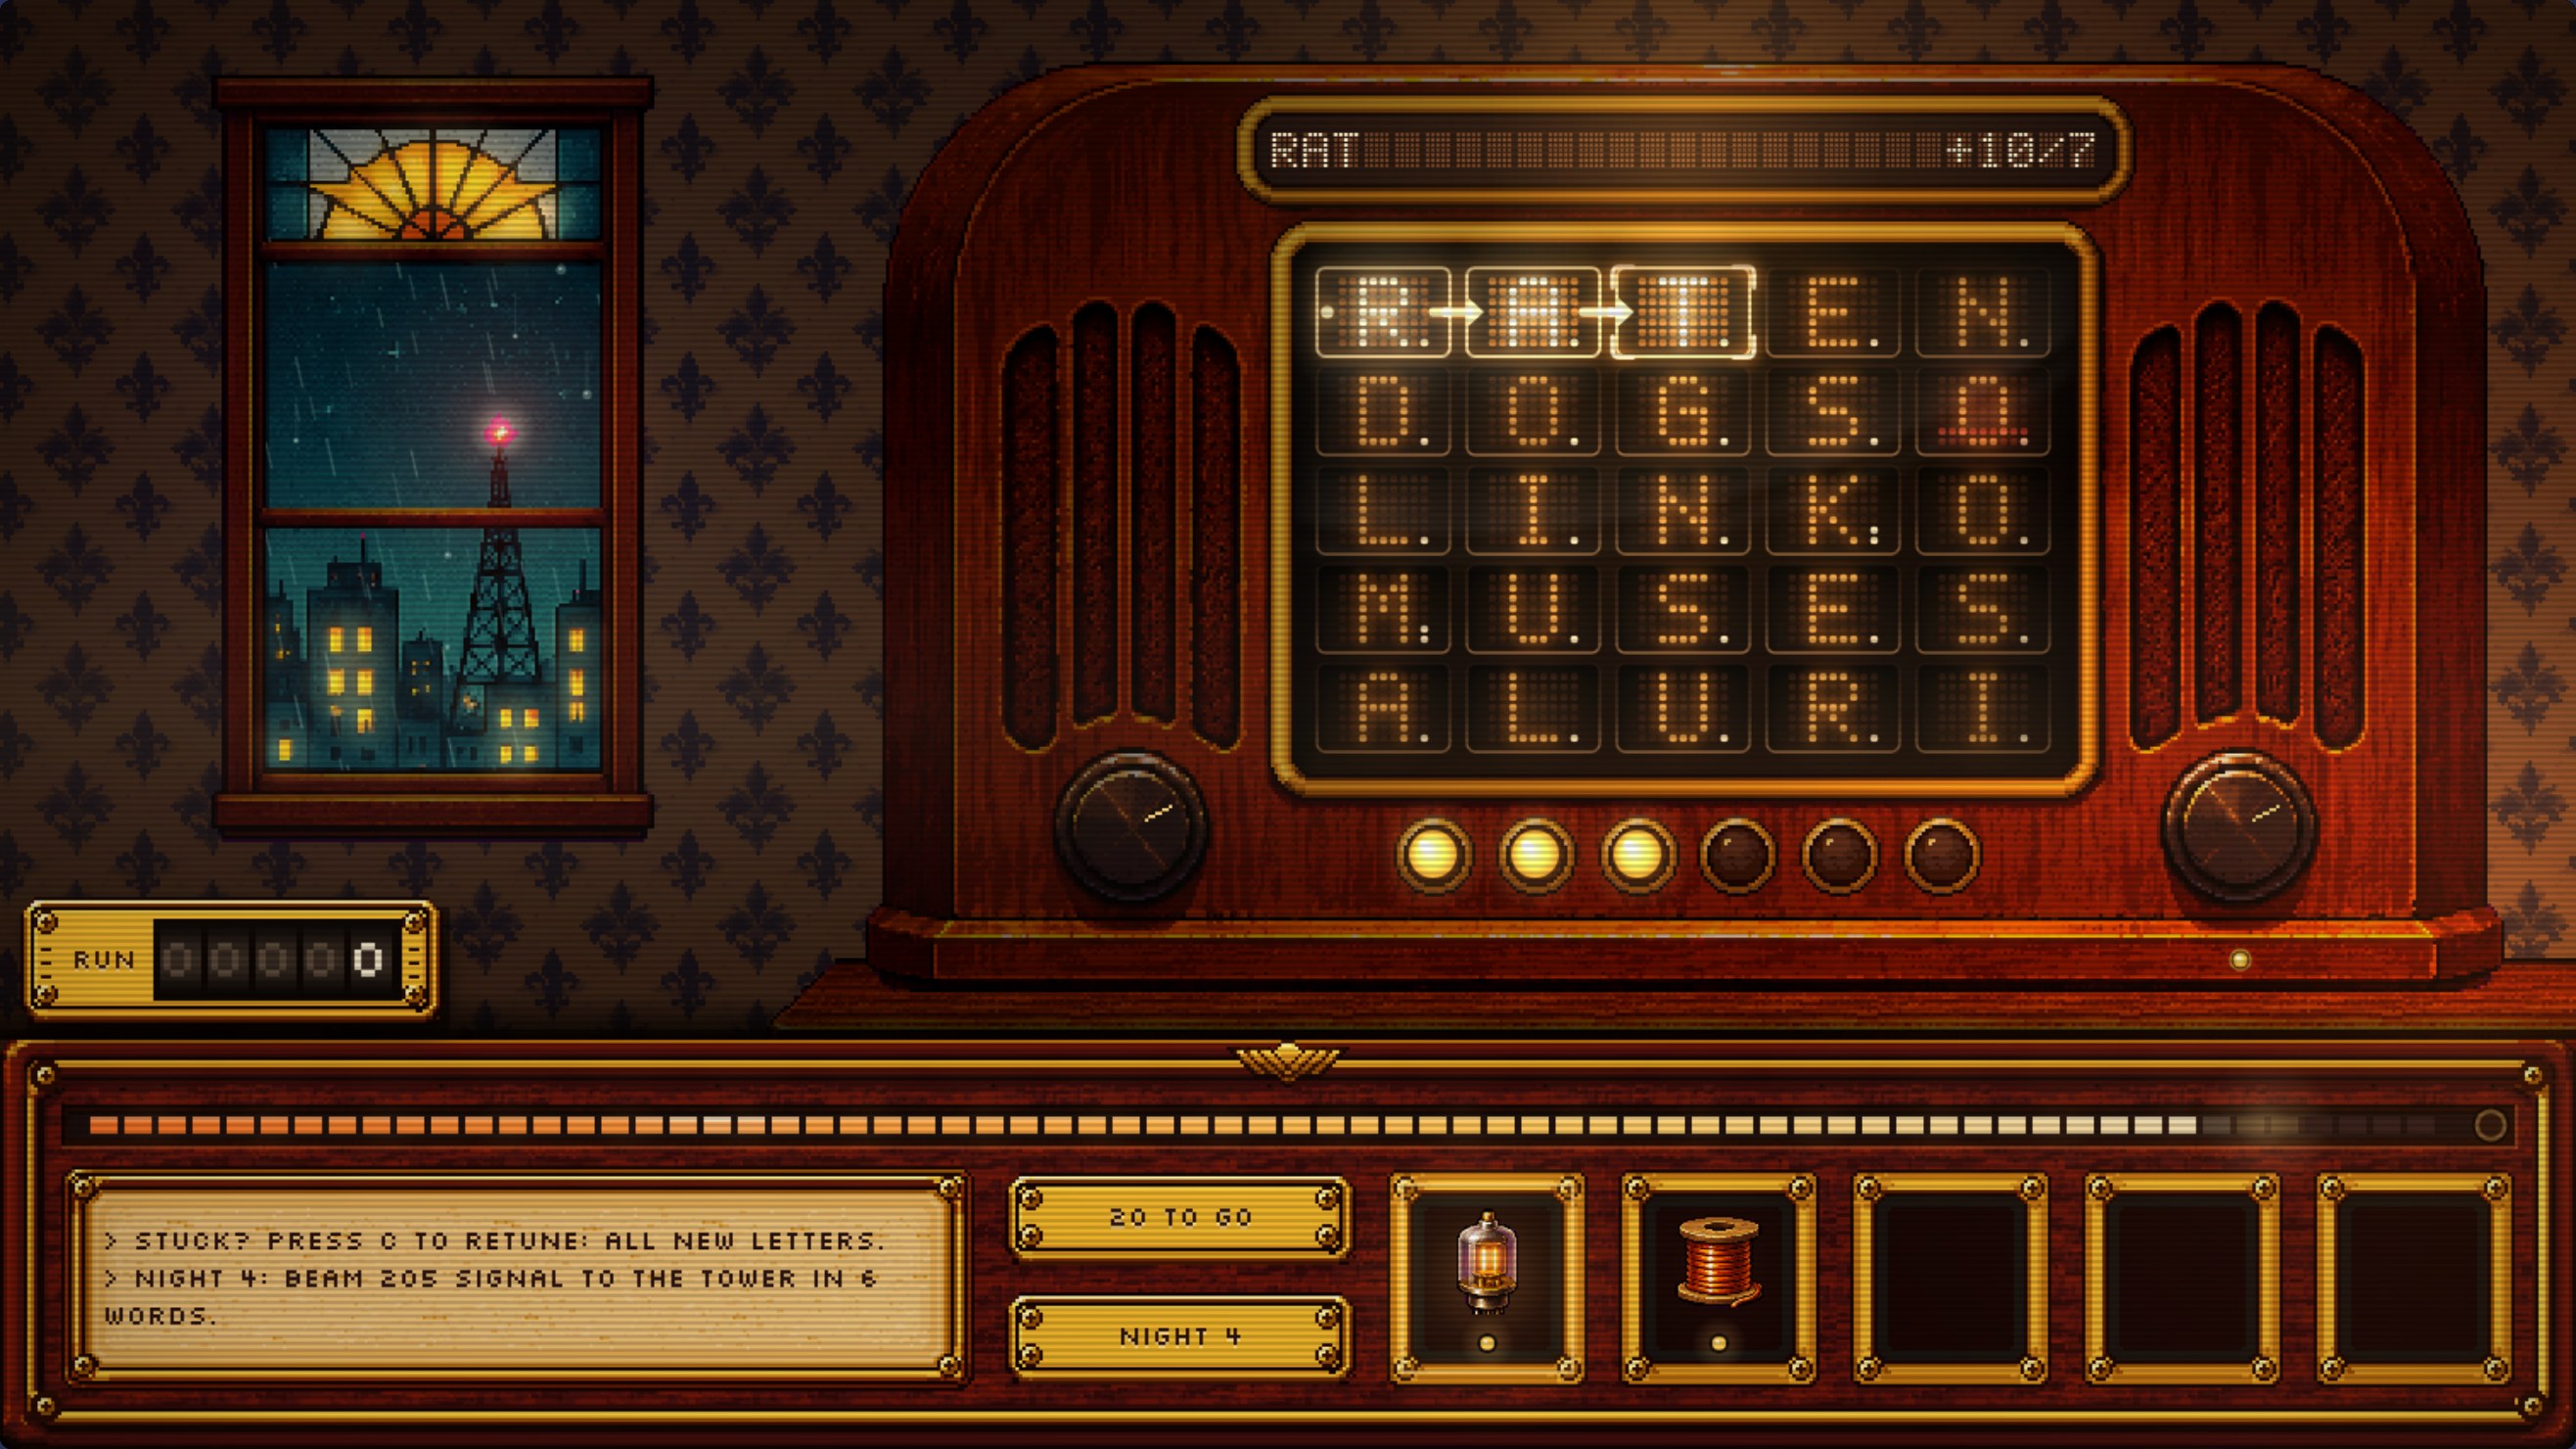 RAT +10/7
R. A. T. E. N.
D. O. G. S. O.
L. I. N. K: O.
M: U. S. E. S.
A. L. U. R. I.
RUN 00000
> STUCK? PRESS C TO RETUNE: ALL NEW LETTERS.
> NIGHT 4: BEAM 205 SIGNAL TO THE TOWER IN 6
WORDS.
20 TO GO
NIGHT 4